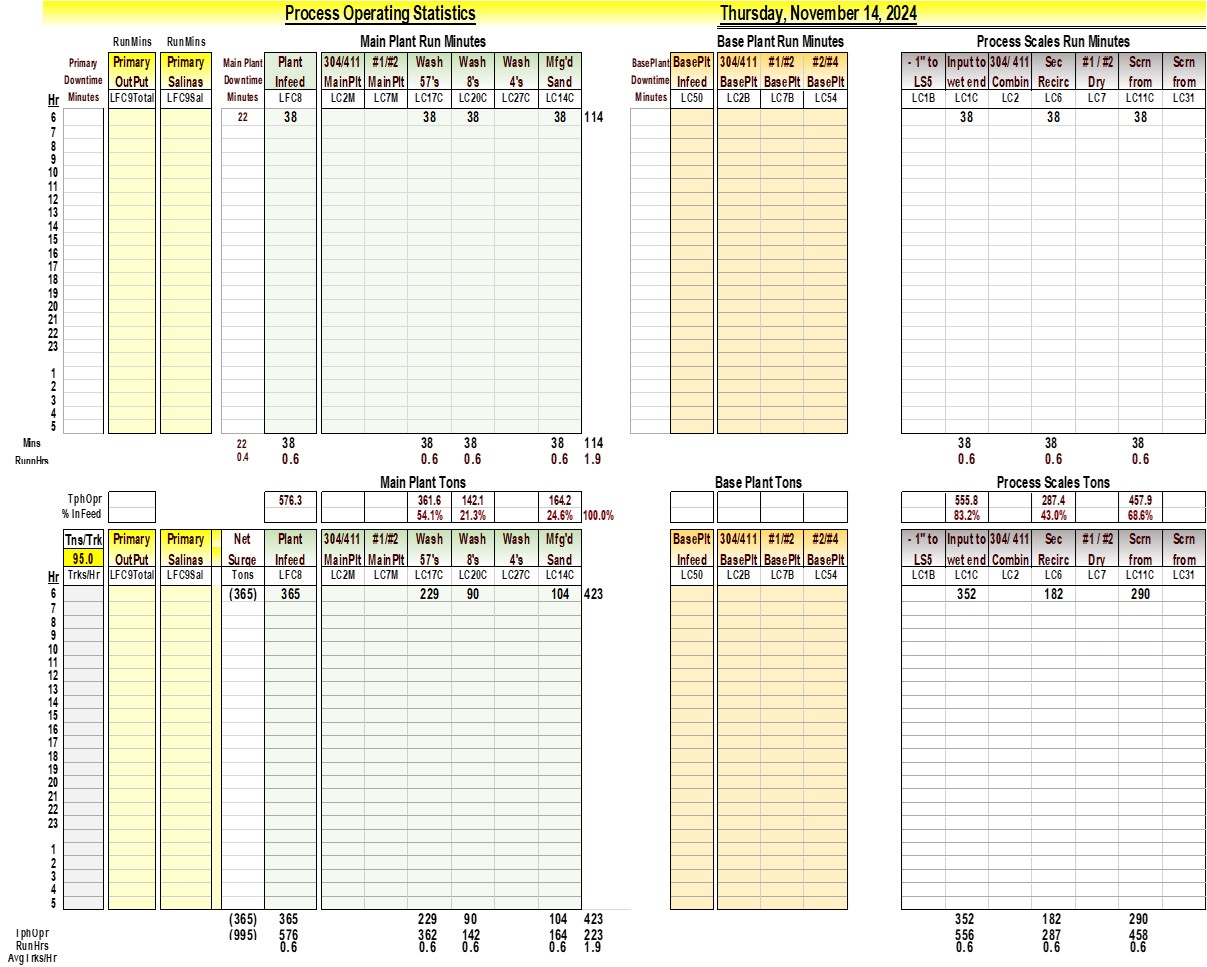 Process Operating Statistics Thursday, November 14, 2024
RunMins RunMins Main Plant Run Minutes Base Plant Run Minutes Process Scales Run Minutes
Primary Primary Primary Main Plant Plant 304/411 #1/#2 Wash Wash Wash Mfg'd BasePlant BasePlt 304/411 #1/#2 #2/#4 - 1" to Input to 304/ 411 Sec #1 / #2 Scrn Scrn
Downtime OutPut Salinas Downtime Infeed MainPlt MainPlt 57's 8's 4's Sand Downtime Infeed BasePlt BasePlt BasePlt LS5 wet end Combin Recirc Dry from from
Hr Minutes LFC9Total LFC9Sal Minutes LFC8 LC2M LC7M LC17C LC20C LC27C LC14C Minutes LC50 LC2B LC7B LC54 LC1B LC1C LC2 LC6 LC7 LC11C LC31
6 22 38 38 38 38 114 38 38 38
7
8
9
10
11
12
13
14
15
16
17
18
19
20
21
22
23
1
2
3
4
5
Mins 22 38 38 38 38 114 38 38 38
RunnHrs 0.4 0.6 0.6 0.6 0.6 1.9 0.6 0.6 0.6
Main Plant Tons Base Plant Tons Process Scales Tons
TphOpr 576.3 361.6 142.1 164.2 555.8 287.4 457.9
% InFeed 54.1% 21.3% 24.6% 100.0% 83.2% 43.0% 68.6%
Tns/Trk Primary Primary Net Plant 304/411 #1/#2 Wash Wash Wash Mfg'd BasePlt 304/411 #1/#2 #2/#4 - 1" to Input to 304/ 411 Sec #1 / #2 Scrn Scrn
95.0 OutPut Salinas Surge Infeed MainPlt MainPlt 57's 8's 4's Sand Infeed BasePlt BasePlt BasePlt LS5 wet end Combin Recirc Dry from from
Hr Trks/Hr LFC9Total LFC9Sal Tons LFC8 LC2M LC7M LC17C LC20C LC27C LC14C LC50 LC2B LC7B LC54 LC1B LC1C LC2 LC6 LC7 LC11C LC31
6 (365) 365 229 90 104 423 352 182 290
7
8
9
10
11
12
13
14
15
16
17
18
19
20
21
22
23
1
2
3
4
5
(365) 365 229 90 104 423 352 182 290
TphOpr (995) 576 362 142 164 223 556 287 458
RunHrs 0.6 0.6 0.6 0.6 1.9 0.6 0.6 0.6
AvgTrks/Hr